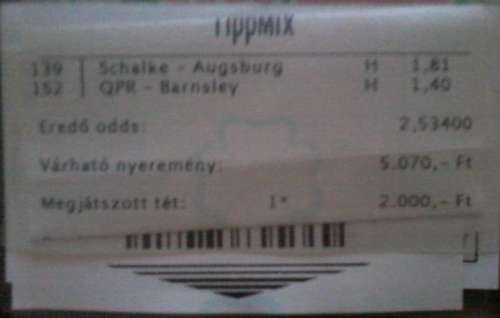 TippMIX
139 Schalke - Augsburg H 1,81
152 QPR - Barnsley H 1,40
Eredő odds: 2,53400
Várható nyeremény: 5.070,- Ft
Megjátszott tét: 1* 2.000,- Ft